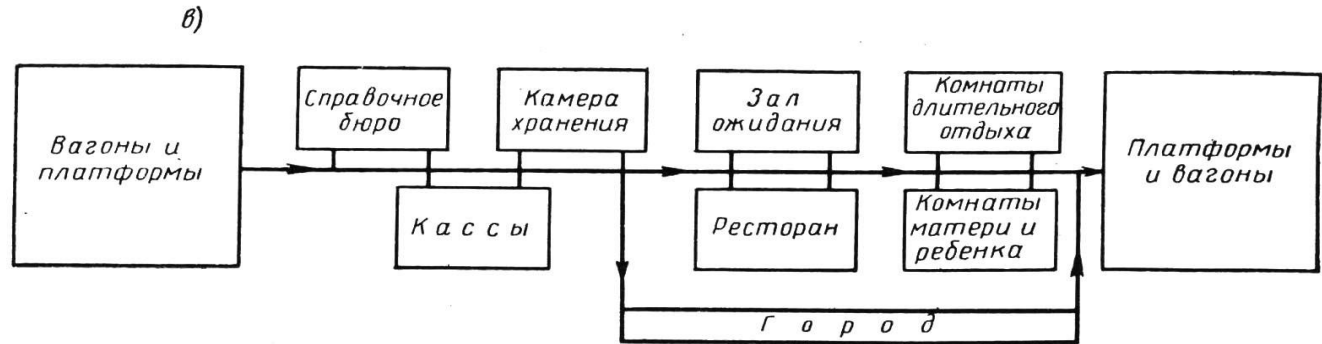 в)
Вагоны и
платформы
Справочное
бюро
Кассы
Камера
хранения
Зал
ожидания
Ресторан
Комнаты
длительного
отдыха
Комнаты
матери и
ребенка
Платформы
и вагоны
Город